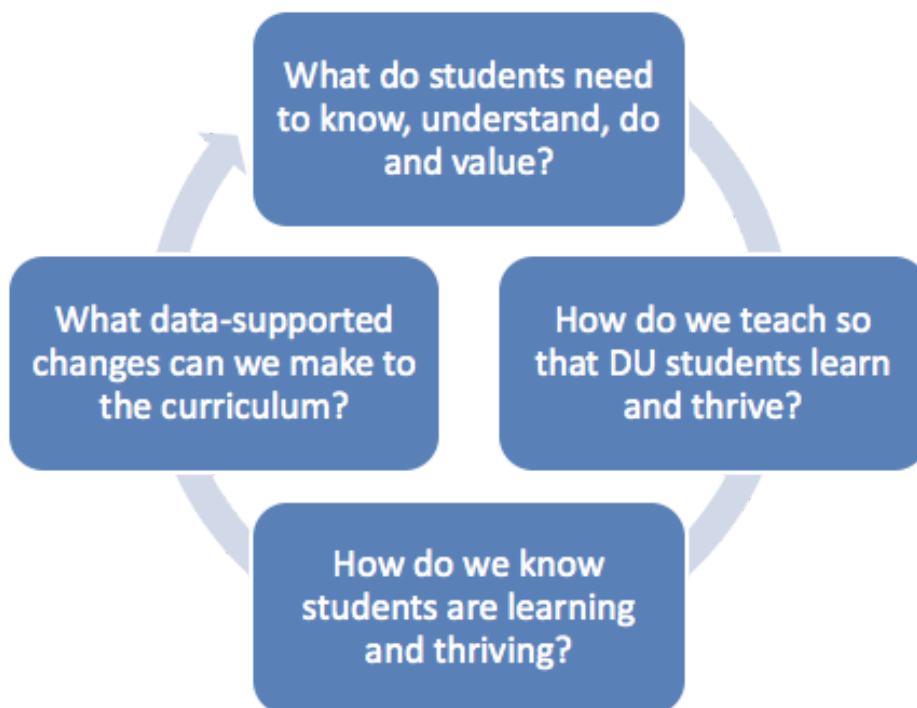 What do students need
to know, understand, do
and value?
How do we teach so
that DU students learn
and thrive?
How do we know
students are learning
and thriving?
What data-supported
changes can we make to
the curriculum?